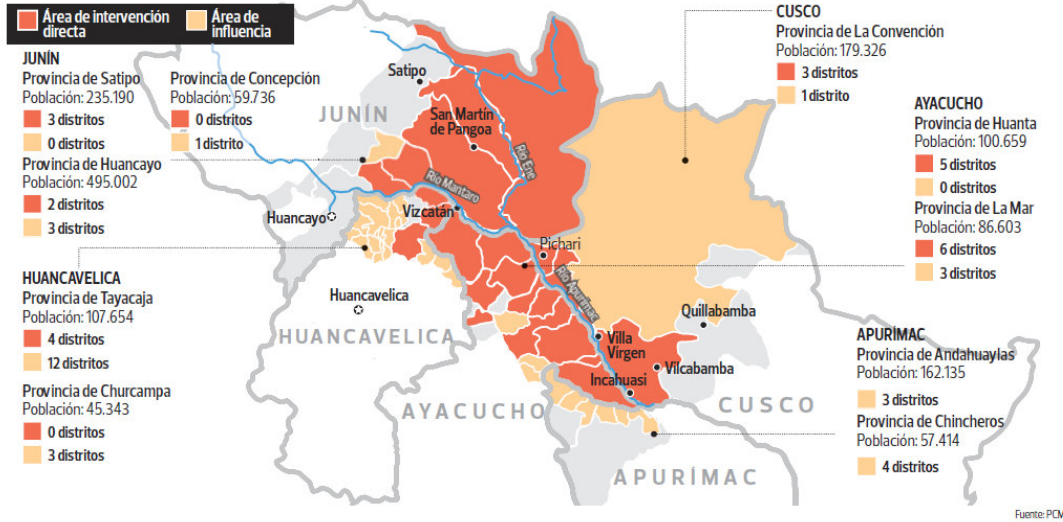 Área de intervención
directa
Área de
influencia
JUNÍN
Provincia de Satipo
Población: 235.190
3 distritos
0 distritos
Provincia de Concepción
Población: 59.736
0 distritos
1 distrito
Provincia de Huancayo
Población: 495.002
2 distritos
3 distritos
HUANCAVELICA
Provincia de Tayacaja
Población: 107.654
4 distritos
12 distritos
Provincia de Churcampa
Población: 45.343
0 distritos
3 distritos
Satipo
JUNÍN
San Martín
de Pangoa
Río Ene
Río Mantaro
Vizcatán
Huancayo
Pichari
Río Apurímac
Huancavelica
HUANCAVELICA
Quillabamba
Villa
Vírgen
Vilcabamba
Incahuasi
AYACUCHO
CUSCO
APURÍMAC
CUSCO
Provincia de La Convención
Población: 179.326
3 distritos
1 distrito
AYACUCHO
Provincia de Huanta
Población: 100.659
5 distritos
0 distritos
Provincia de La Mar
Población: 86.603
6 distritos
3 distritos
APURÍMAC
Provincia de Andahuaylas
Población: 162.135
3 distritos
Provincia de Chincheros
Población: 57.414
4 distritos
Fuente: PCM